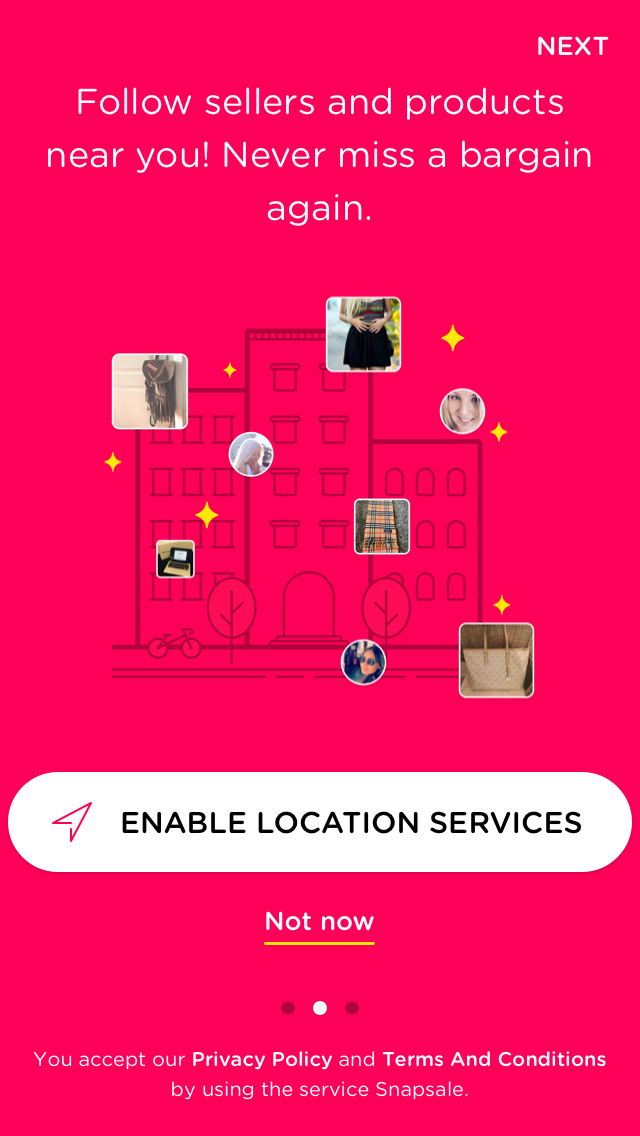 NEXT
Follow sellers and products
near you! Never miss a bargain
again.
ENABLE LOCATION SERVICES
Not now
You accept our Privacy Policy and Terms And Conditions
by using the service Snapsale.